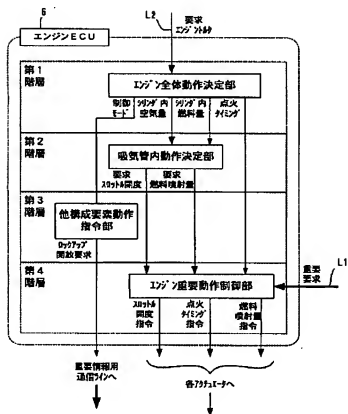 6
エンジンECU
L2
要求
エンジントルク
第1
階層
エンジン全体動作決定部
制御
モード
シリンダ内
空気量
シリンダ内
燃料量
点火
タイミング
第2
階層
吸気管内動作決定部
要求
スロットル開度
要求
燃料噴射量
第3
階層
他構成要素動作
指令部
ロックアップ
開放要求
第4
階層
エンジン重要動作制御部
重要
要求
L1
スロットル
開度
指令
点火
タイミング
指令
燃料
噴射量
指令
重要情報用
通信ラインへ
各アクチュエータへ